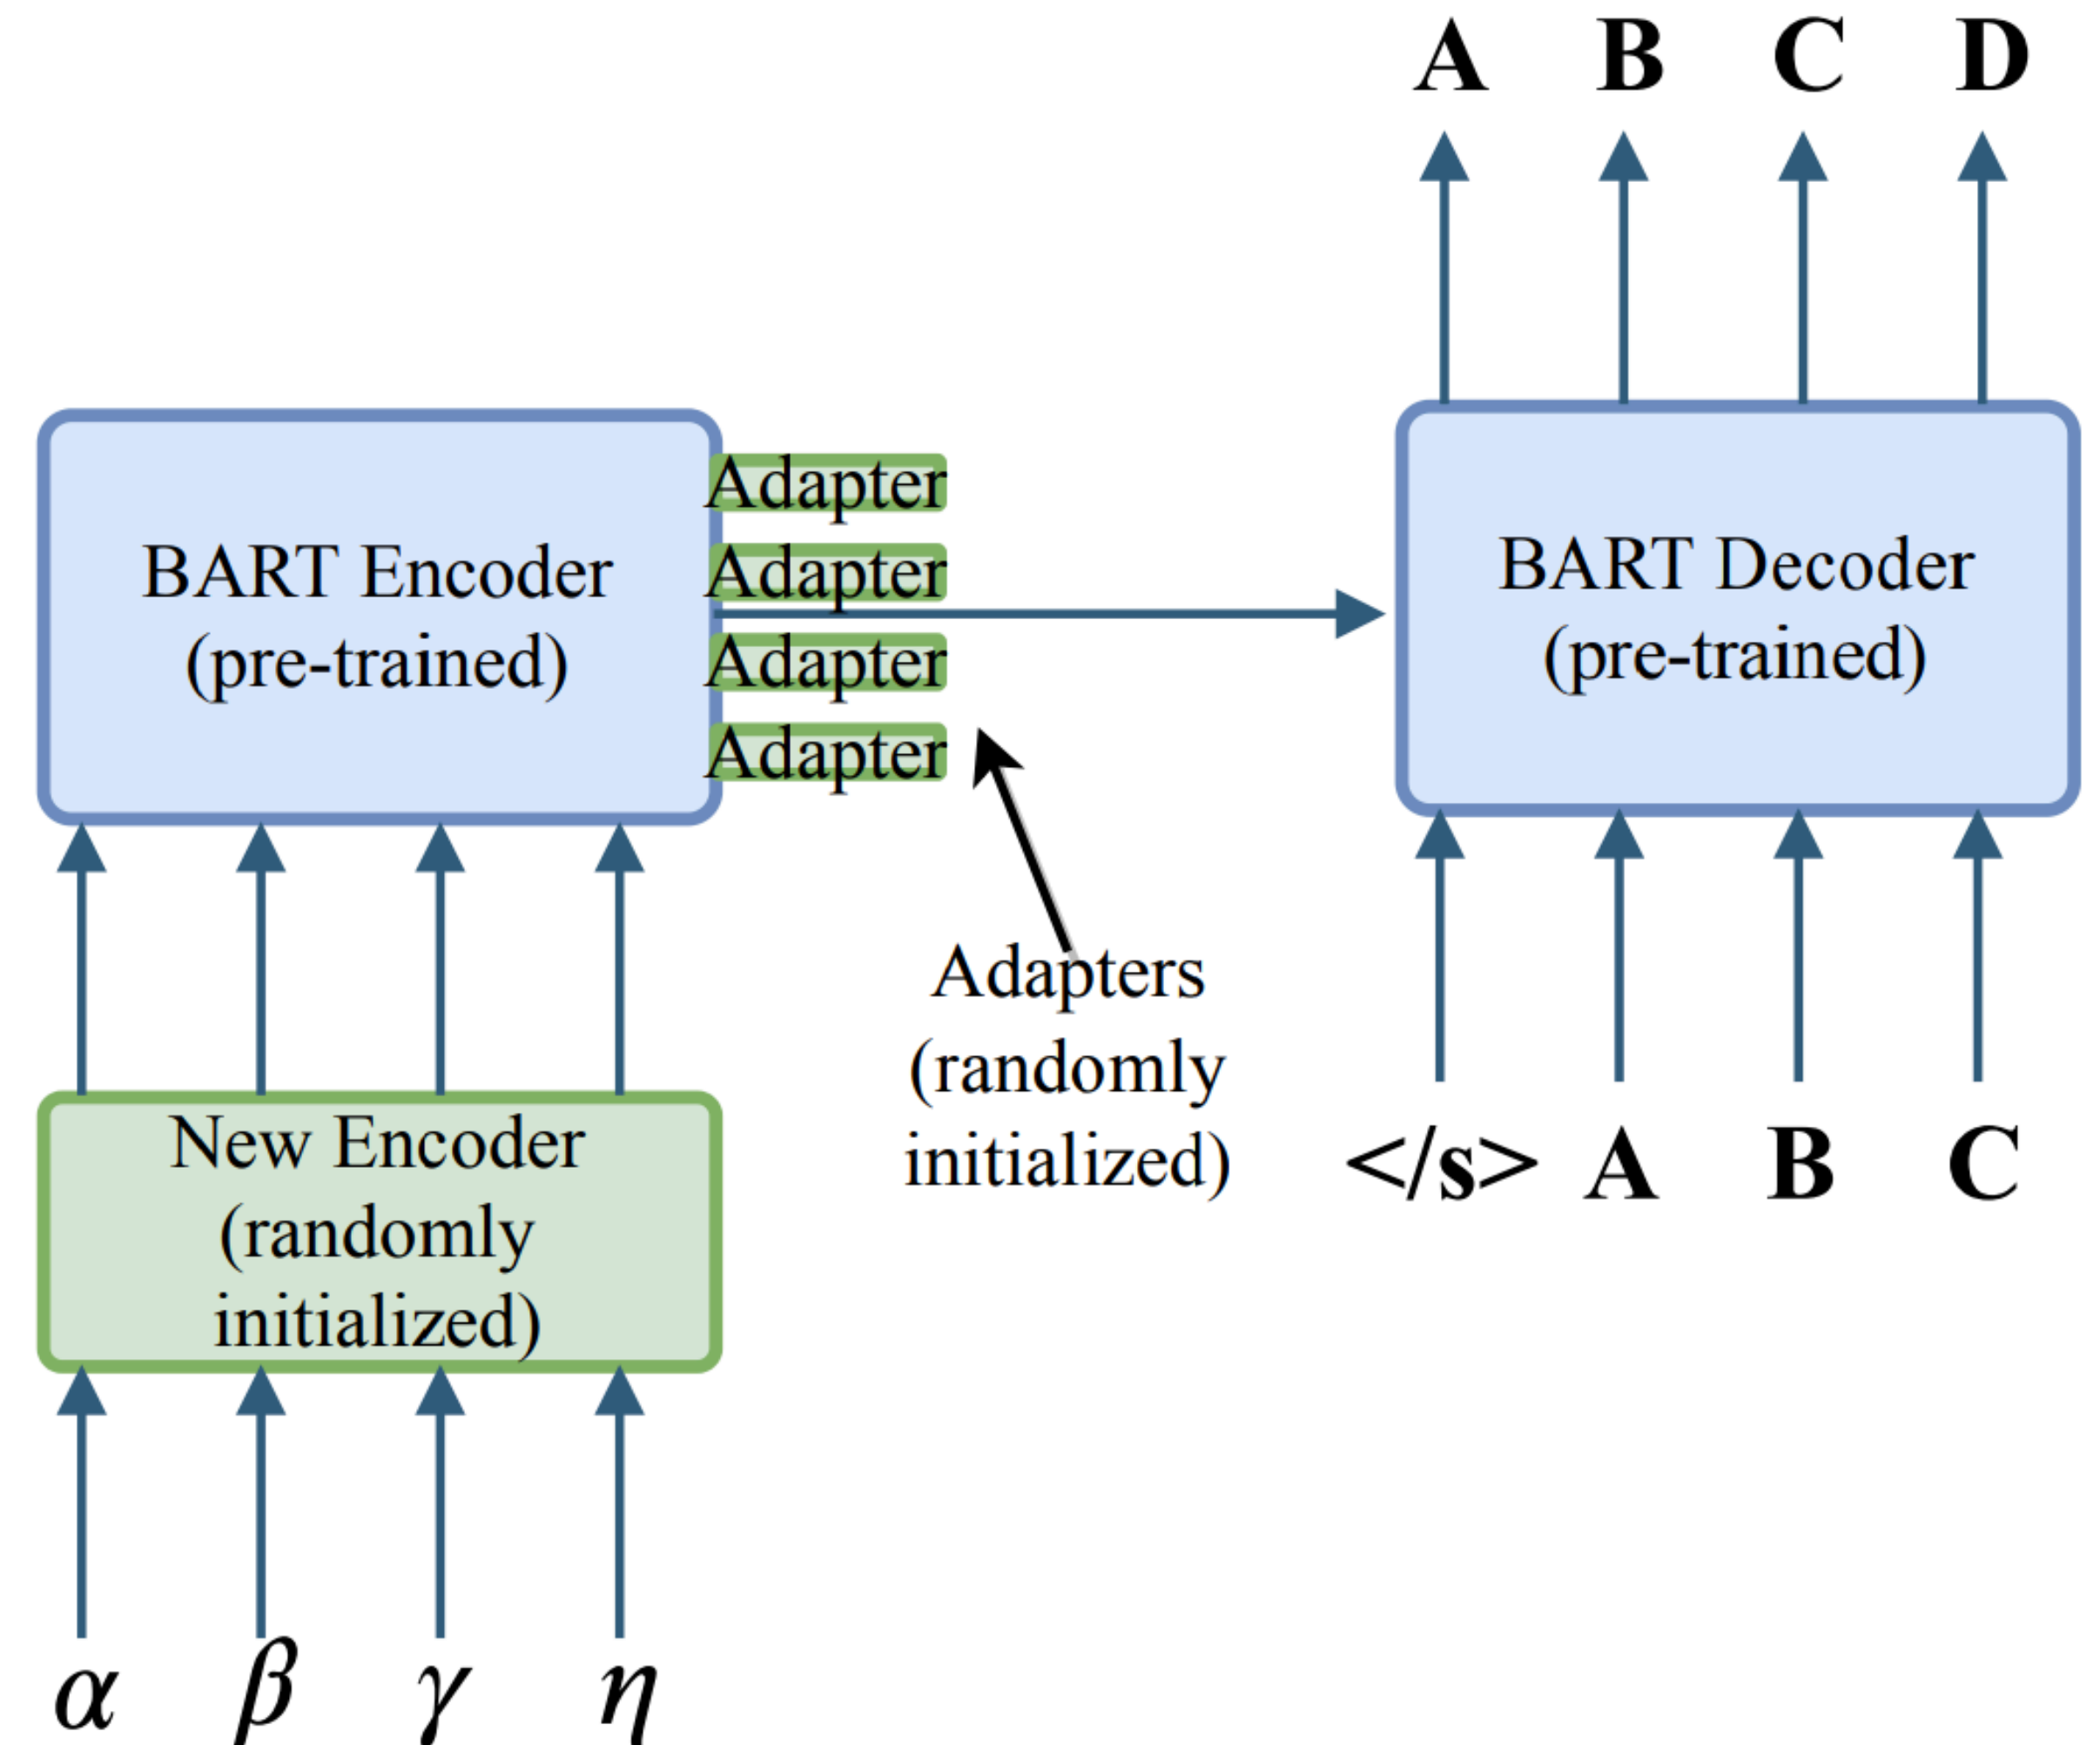 A B C D
BART Encoder
(pre-trained)
Adapter
Adapter
Adapter
Adapter
BART Decoder
(pre-trained)
Adapters
(randomly
initialized)
</s> A B C
New Encoder
(randomly
initialized)
α β γ η